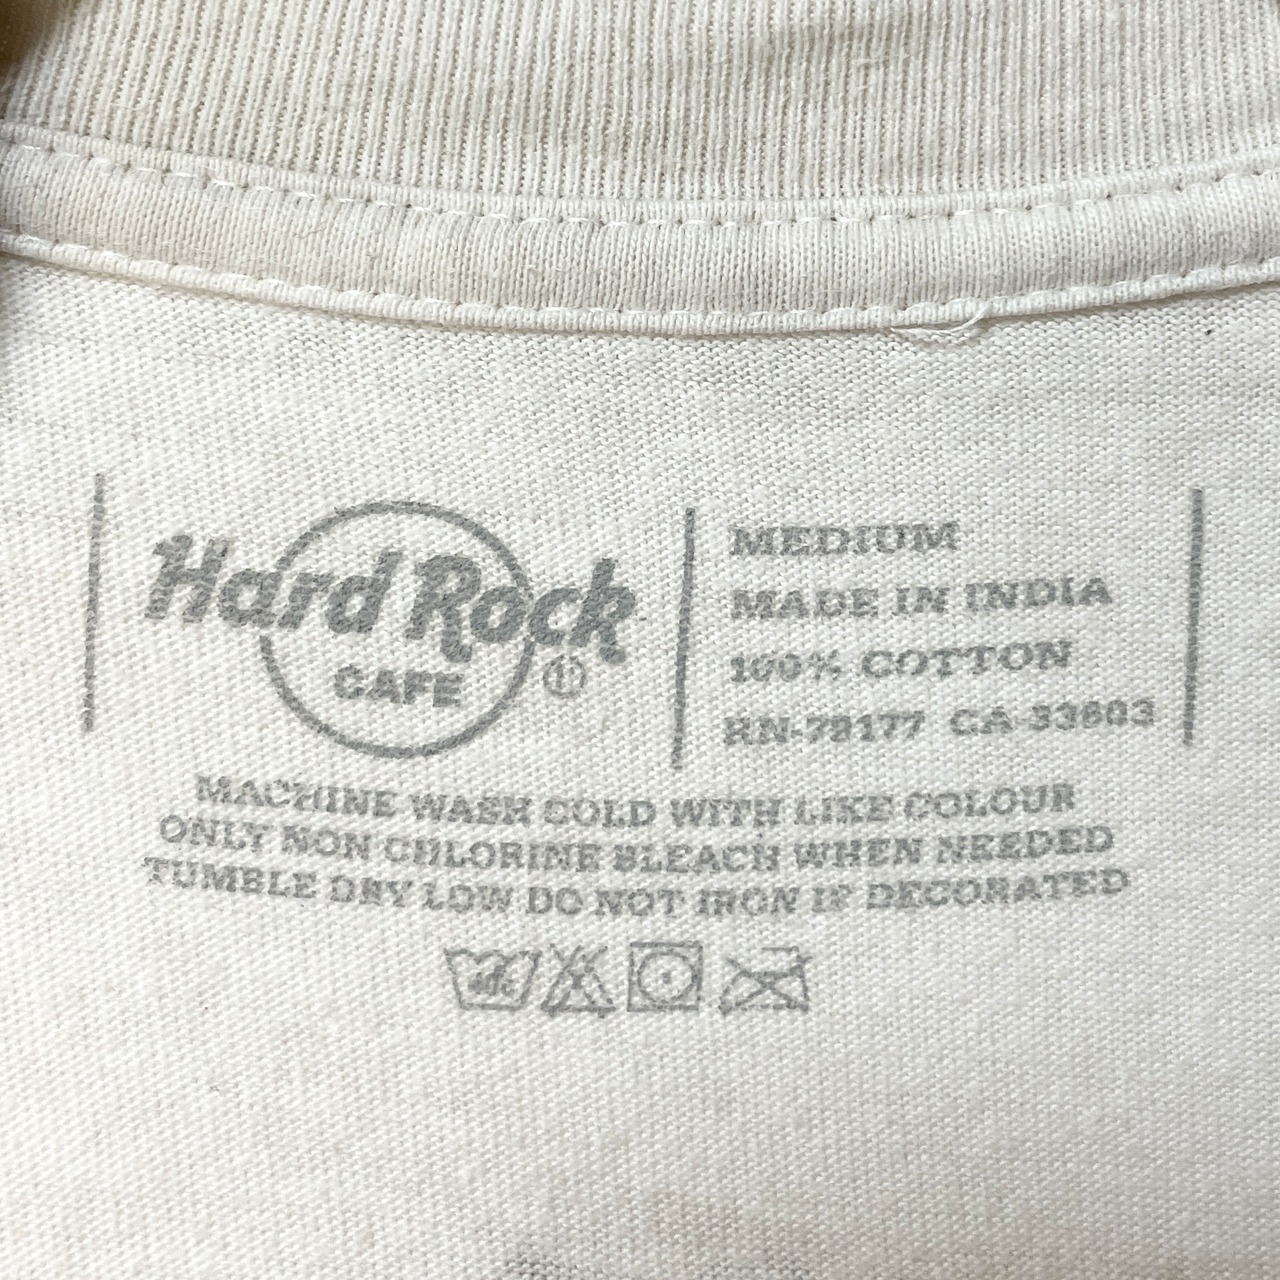 Hard Rock
CAFE ®
MEDIUM
MADE IN INDIA
100% COTTON
RN-79177 CA-33603
MACHINE WASH COLD WITH LIKE COLOUR
ONLY NON CHLORINE BLEACH WHEN NEEDED
TUMBLE DRY LOW DO NOT IRON IF DECORATED